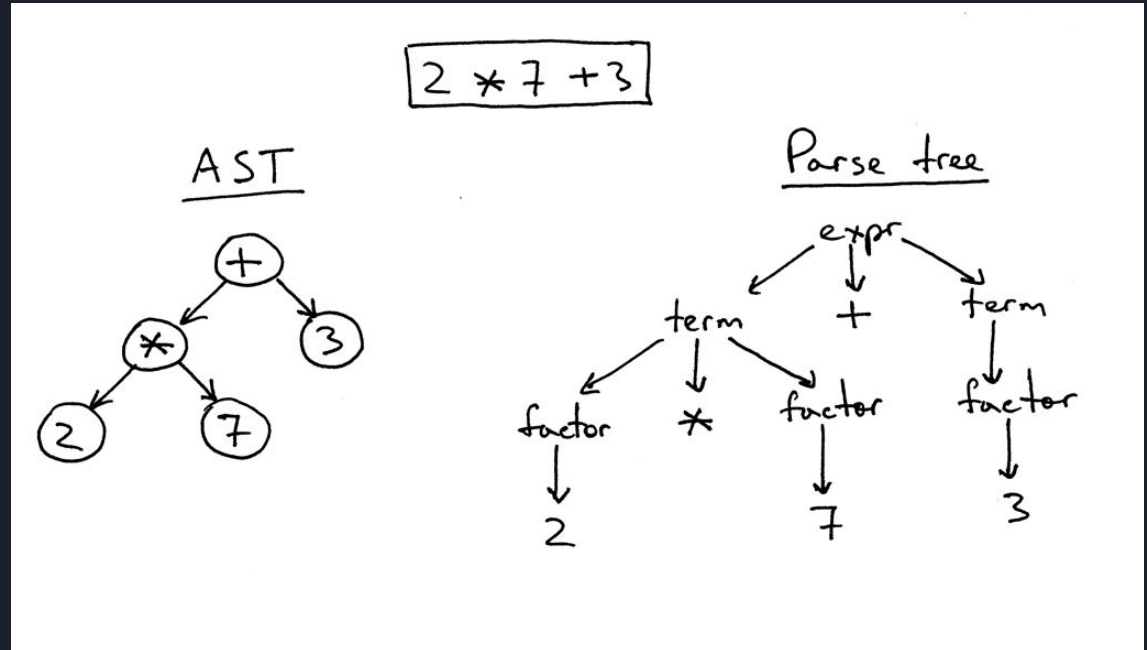 2 * 7 + 3
AST
Parse tree
+
expr
*
3
term
+
term
2
7
factor
*
factor
factor
2
7
3